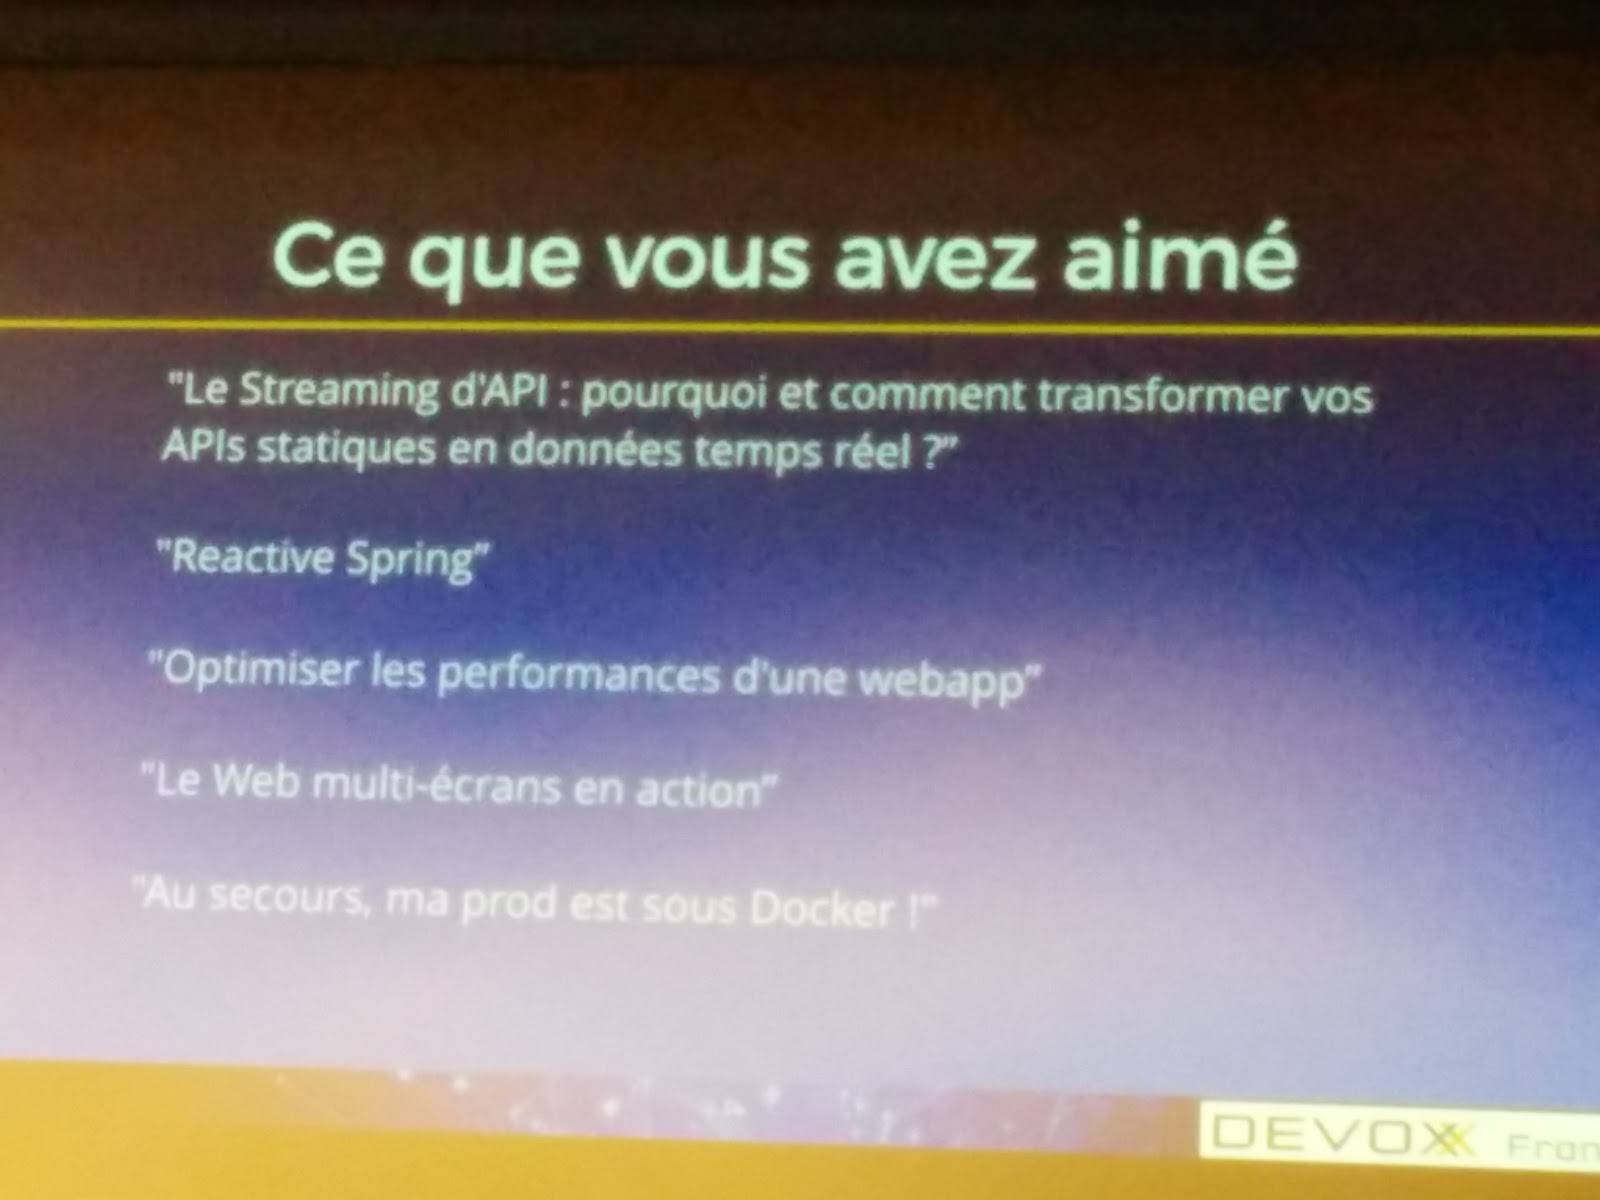 Ce que vous avez aimé
"Le Streaming d'API : pourquoi et comment transformer vos
APIs statiques en données temps réel ?"
"Reactive Spring"
"Optimiser les performances d'une webapp"
"Le Web multi-écrans en action"
"Au secours, ma prod est sous Docker !"
DEVOXX Fran